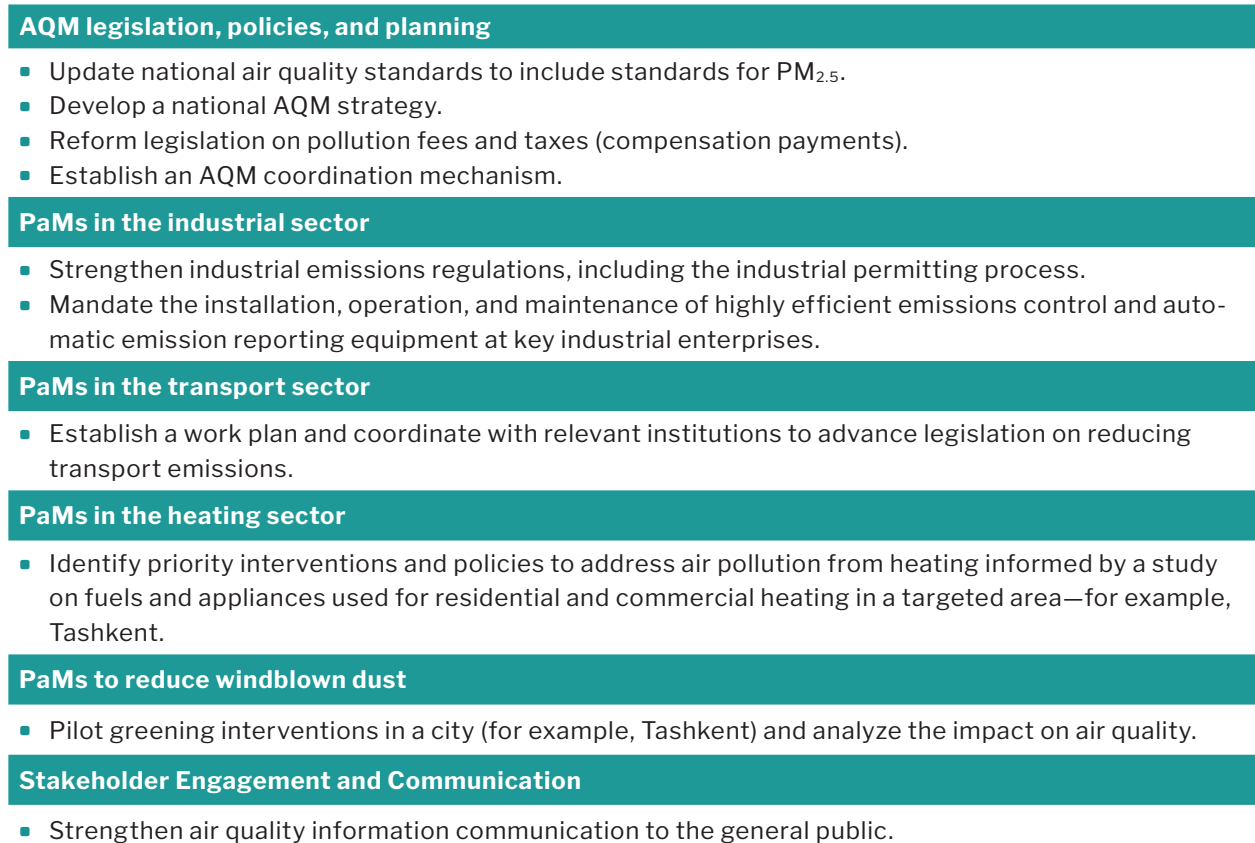 AQM legislation, policies, and planning
▪ Update national air quality standards to include standards for PM₂.₅.
▪ Develop a national AQM strategy.
▪ Reform legislation on pollution fees and taxes (compensation payments).
▪ Establish an AQM coordination mechanism.
PaMs in the industrial sector
▪ Strengthen industrial emissions regulations, including the industrial permitting process.
▪ Mandate the installation, operation, and maintenance of highly efficient emissions control and auto-
matic emission reporting equipment at key industrial enterprises.
PaMs in the transport sector
▪ Establish a work plan and coordinate with relevant institutions to advance legislation on reducing
transport emissions.
PaMs in the heating sector
▪ Identify priority interventions and policies to address air pollution from heating informed by a study
on fuels and appliances used for residential and commercial heating in a targeted area—for example,
Tashkent.
PaMs to reduce windblown dust
▪ Pilot greening interventions in a city (for example, Tashkent) and analyze the impact on air quality.
Stakeholder Engagement and Communication
▪ Strengthen air quality information communication to the general public.